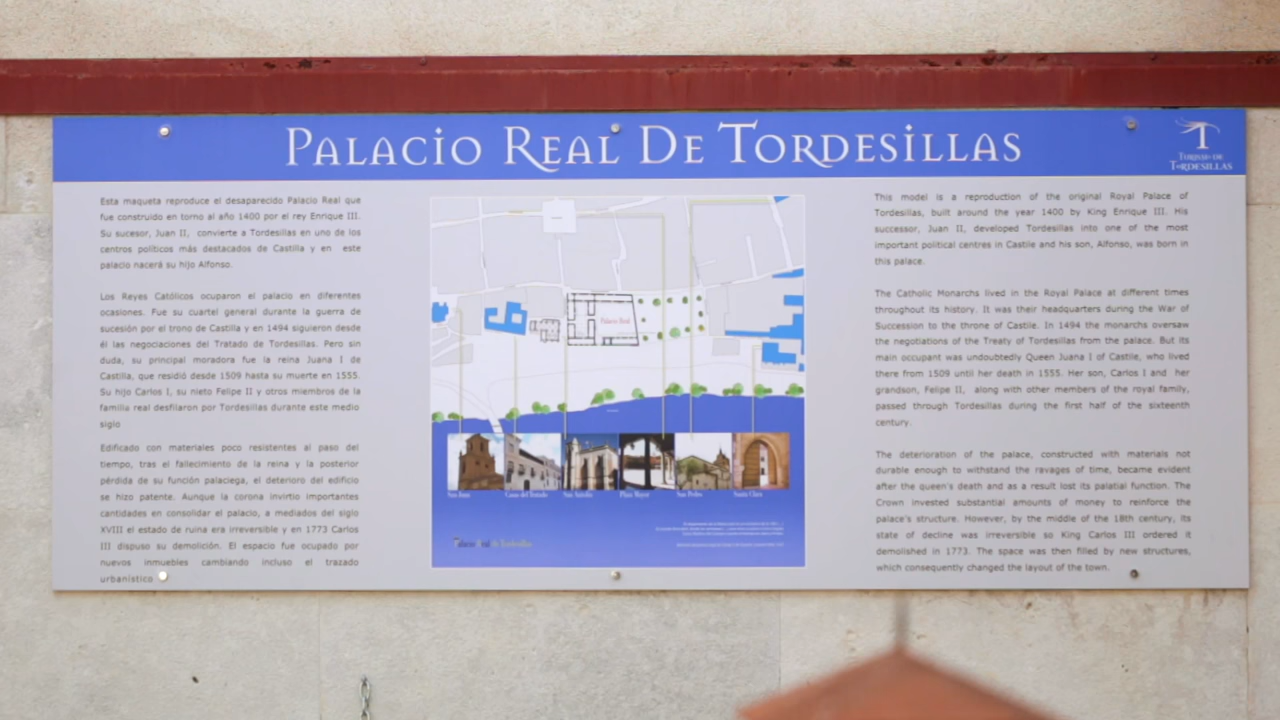 PALACIO REAL DE TORDESILLAS
TURISMO DE
TORDESILLAS
Esta maqueta reproduce el desaparecido Palacio Real que
fue construido en torno al año 1400 por el rey Enrique III.
Su sucesor, Juan II, convierte a Tordesillas en uno de los
centros políticos más destacados de Castilla y en este
palacio nacerá su hijo Alfonso.
Los Reyes Católicos ocuparon el palacio en diferentes
ocasiones. Fue su cuartel general durante la guerra de
sucesión por el trono de Castilla y en 1494 siguieron desde
él las negociaciones del Tratado de Tordesillas. Pero sin
duda, su principal moradora fue la reina Juana I de
Castilla, que residió desde 1509 hasta su muerte en 1555.
Su hijo Carlos I, su nieto Felipe II y otros miembros de la
familia real desfilaron por Tordesillas durante este medio
siglo
Edificado con materiales poco resistentes al paso del
tiempo, tras el fallecimiento de la reina y la posterior
pérdida de su función palaciega, el deterioro del edificio
se hizo patente. Aunque la corona invirtio importantes
cantidades en consolidar el palacio, a mediados del siglo
XVIII el estado de ruina era irreversible y en 1773 Carlos
III dispuso su demolición. El espacio fue ocupado por
nuevos inmuebles cambiando incluso el trazado
urbanístico
Palacio Real
San Juan
Casas del Tratado
San Antolín
Plaza Mayor
San Pedro
Santa Clara
Palacio Real de Tordesillas
This model is a reproduction of the original Royal Palace of
Tordesillas, built around the year 1400 by King Enrique III. His
successor, Juan II, developed Tordesillas into one of the most
important political centres in Castile and his son, Alfonso, was born in
this palace.
The Catholic Monarchs lived in the Royal Palace at different times
throughout its history. It was their headquarters during the War of
Succession to the throne of Castile. In 1494 the monarchs oversaw
the negotiations of the Treaty of Tordesillas from the palace. But its
main occupant was undoubtedly Queen Juana I of Castile, who lived
there from 1509 until her death in 1555. Her son, Carlos I and her
grandson, Felipe II, along with other members of the royal family,
passed through Tordesillas during the first half of the sixteenth
century.
The deterioration of the palace, constructed with materials not
durable enough to withstand the ravages of time, became evident
after the queen's death and as a result lost its palatial function. The
Crown invested substantial amounts of money to reinforce the
palace's structure. However, by the middle of the 18th century, its
state of decline was irreversible so King Carlos III ordered it
demolished in 1773. The space was then filled by new structures,
which consequently changed the layout of the town.